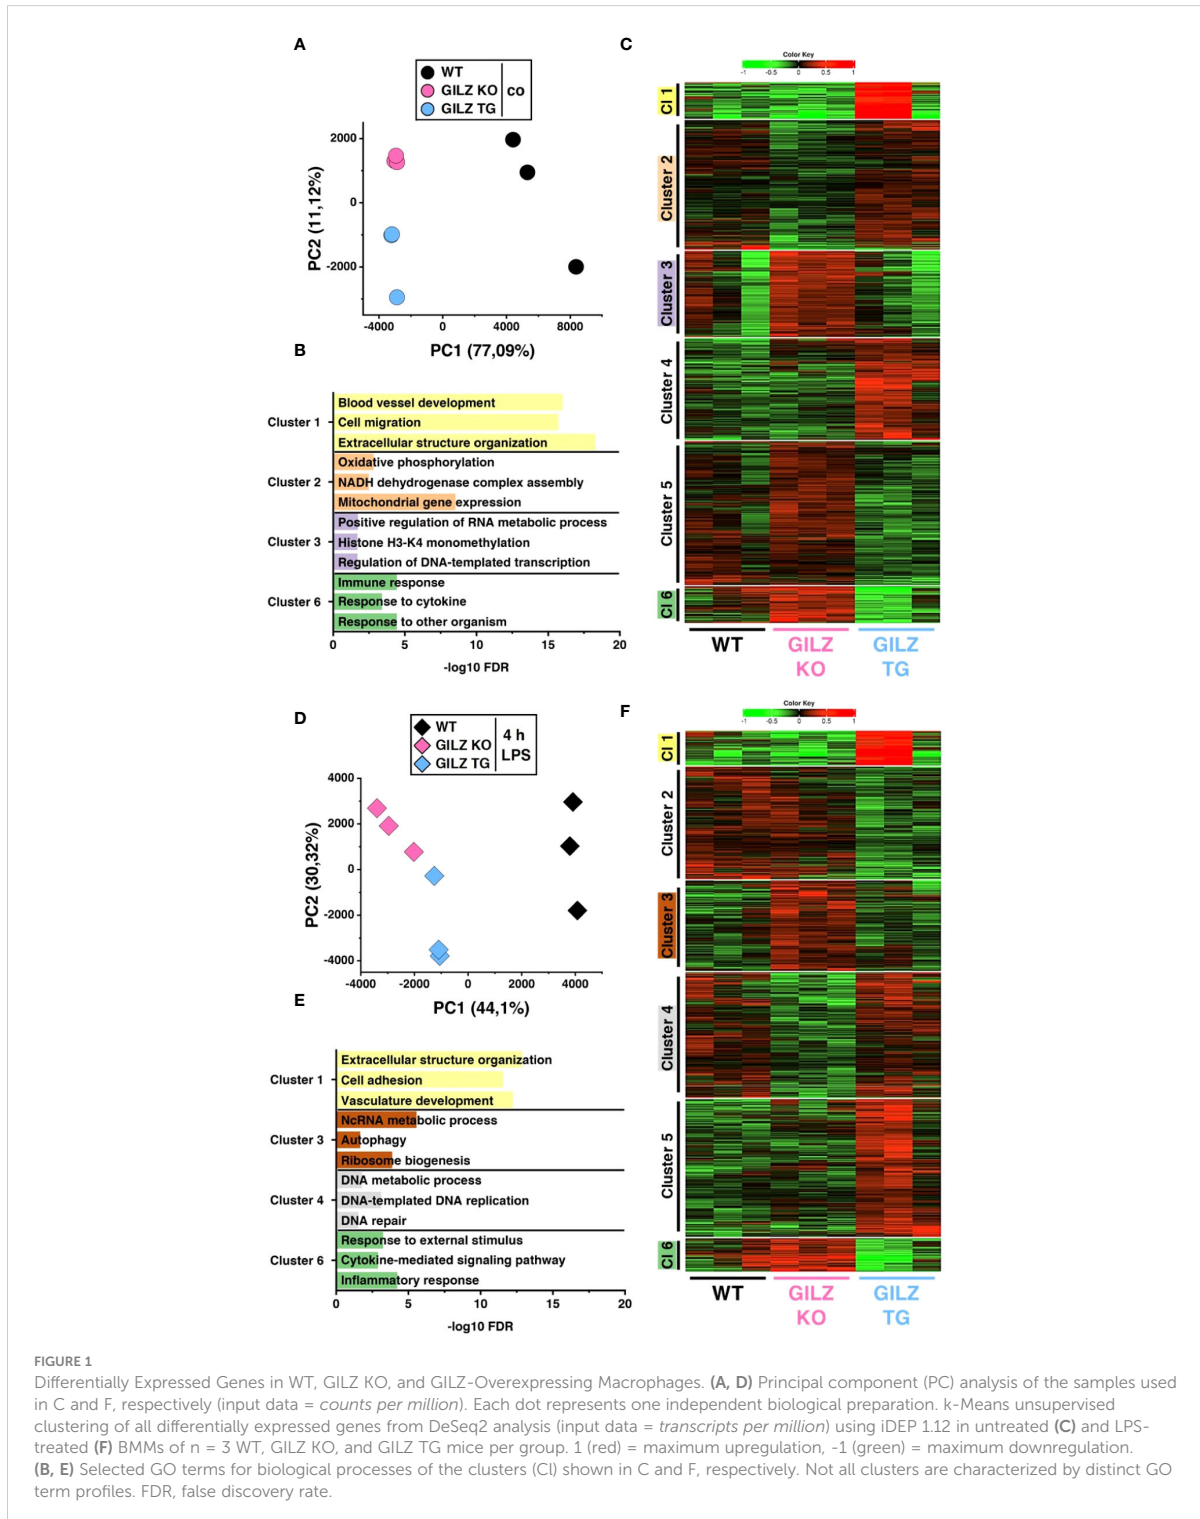 A
WT
GILZ KO
GILZ TG
co
PC2 (11,12%)
2000
0
-2000
-4000
0
4000
8000
PC1 (77,09%)
B
Cluster 1
Blood vessel development
Cell migration
Extracellular structure organization
Cluster 2
Oxidative phosphorylation
NADH dehydrogenase complex assembly
Mitochondrial gene expression
Cluster 3
Positive regulation of RNA metabolic process
Histone H3-K4 monomethylation
Regulation of DNA-templated transcription
Cluster 6
Immune response
Response to cytokine
Response to other organism
0 5 10 15 20
-log10 FDR
C
Color Key
-1 -0.5 0 0.5 1
Cl 1
Cluster 2
Cluster 3
Cluster 4
Cluster 5
Cl 6
WT
GILZ KO
GILZ TG
D
WT
GILZ KO
GILZ TG
4 h
LPS
PC2 (30,32%)
4000
2000
0
-2000
-4000
-4000 -2000 0 2000 4000
PC1 (44,1%)
E
Cluster 1
Extracellular structure organization
Cell adhesion
Vasculature development
Cluster 3
NcRNA metabolic process
Autophagy
Ribosome biogenesis
Cluster 4
DNA metabolic process
DNA-templated DNA replication
DNA repair
Cluster 6
Response to external stimulus
Cytokine-mediated signaling pathway
Inflammatory response
0 5 10 15 20
-log10 FDR
F
Color Key
-1 -0.5 0 0.5 1
Cl 1
Cluster 2
Cluster 3
Cluster 4
Cluster 5
Cl 6
WT
GILZ KO
GILZ TG
FIGURE 1
Differentially Expressed Genes in WT, GILZ KO, and GILZ-Overexpressing Macrophages. (A, D) Principal component (PC) analysis of the samples used
in C and F, respectively (input data = counts per million). Each dot represents one independent biological preparation. k-Means unsupervised
clustering of all differentially expressed genes from DeSeq2 analysis (input data = transcripts per million) using iDEP 1.12 in untreated (C) and LPS-
treated (F) BMMs of n = 3 WT, GILZ KO, and GILZ TG mice per group. 1 (red) = maximum upregulation, -1 (green) = maximum downregulation.
(B, E) Selected GO terms for biological processes of the clusters (Cl) shown in C and F, respectively. Not all clusters are characterized by distinct GO
term profiles. FDR, false discovery rate.